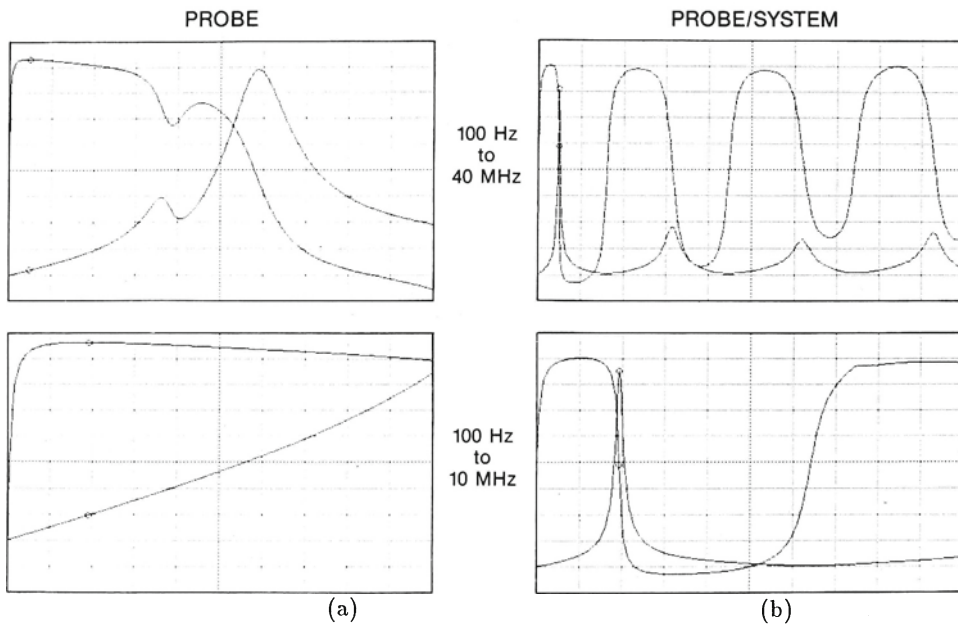 PROBE
PROBE/SYSTEM
100 Hz
to
40 MHz
100 Hz
to
10 MHz
(a)
(b)